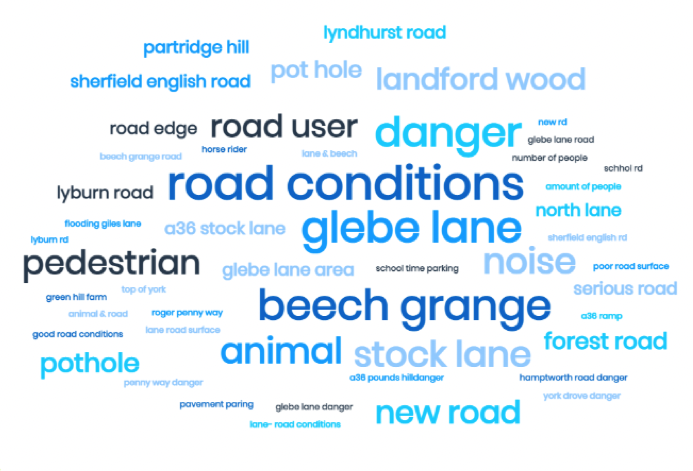 lyndhurst road
partridge hill
pot hole
landford wood
sherfield english road
road edge
road user
danger
new rd
glebe lane road
beech grange road
horse rider
lane & beech
number of people
schhol rd
lyburn road
road conditions
amount of people
north lane
flooding giles lane
a36 stock lane
glebe lane
lyburn rd
sherfield english rd
pedestrian
glebe lane area
school time parking
noise
poor road surface
green hill farm
top of york
beech grange
serious road
animal & road
roger penny way
a36 ramp
good road conditions
lane road surface
animal
stock lane
forest road
pothole
penny way danger
a36 pounds hilldanger
hamptworth road danger
york drove danger
pavement paring
glebe lane danger
new road
lane- road conditions